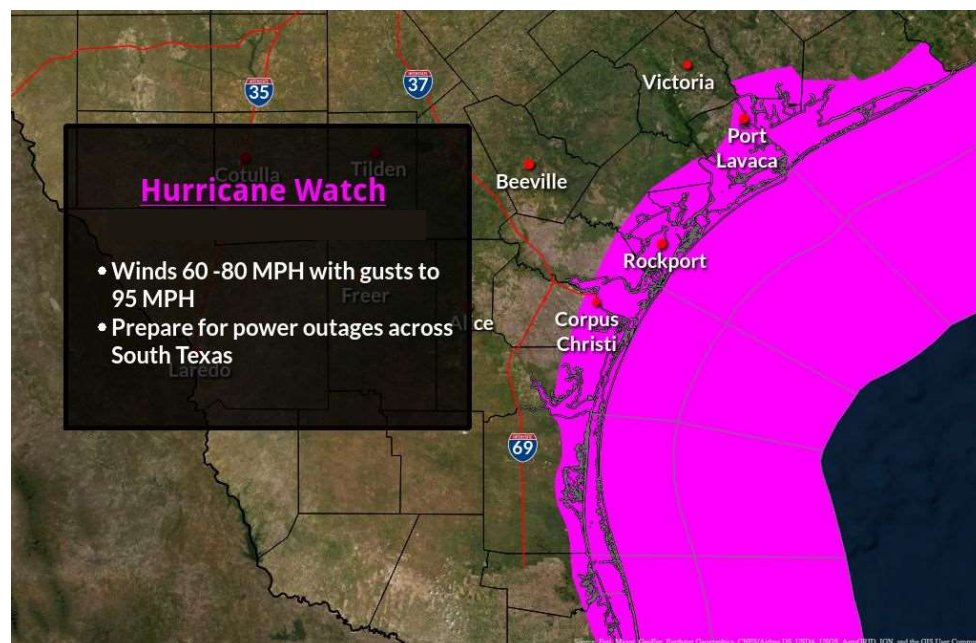 35
37
Victoria
Port
Lavaca
Cotulla
Tilden
Beeville
Hurricane Watch
Rockport
• Winds 60 -80 MPH with gusts to
95 MPH
Freer
• Prepare for power outages across
South Texas
Corpus
Christi
Laredo
69